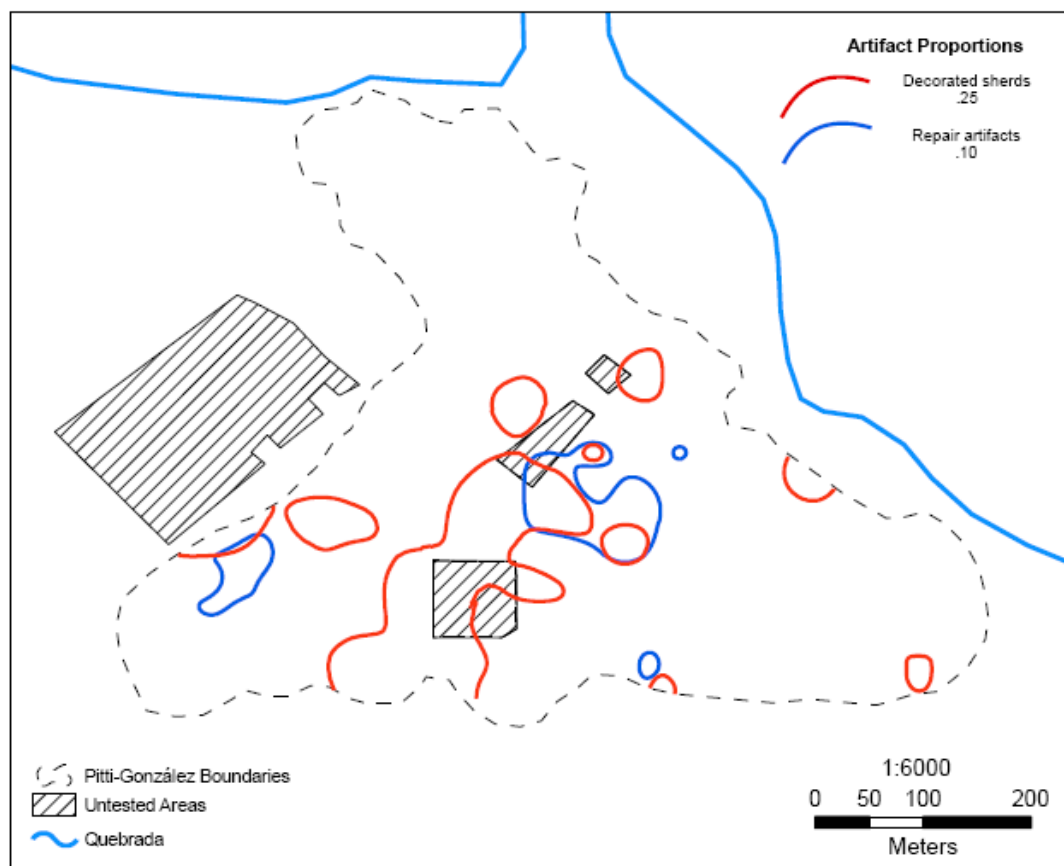 Artifact Proportions
Decorated sherds
.25
Repair artifacts
.10
Pitti-González Boundaries
Untested Areas
Quebrada
1:6000
0 50 100 200
Meters